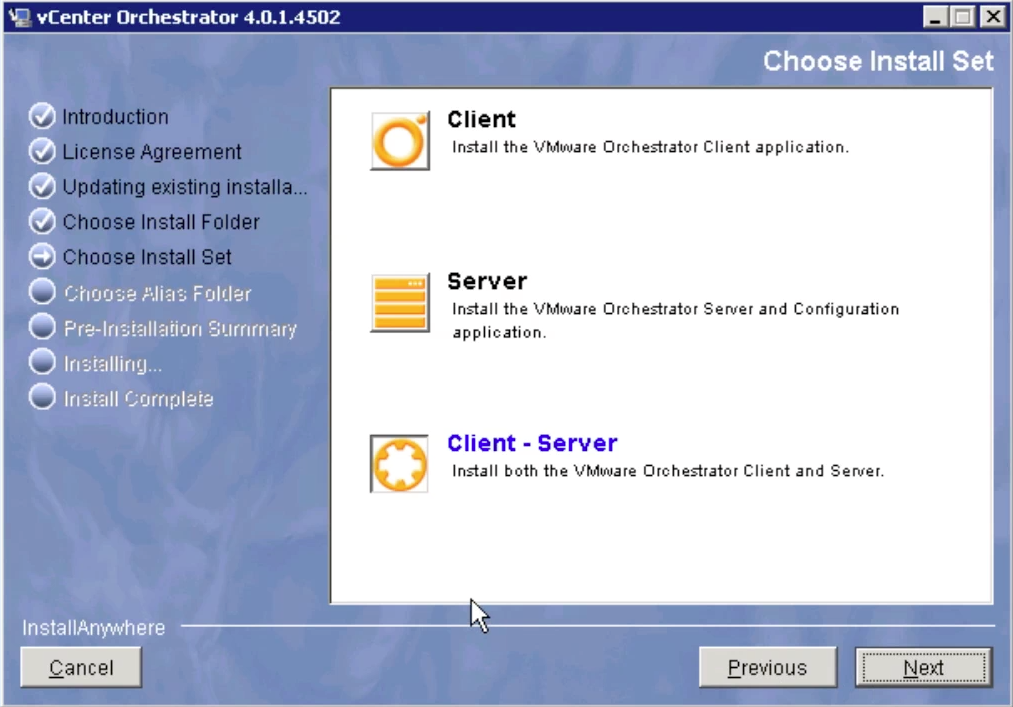 vCenter Orchestrator 4.0.1.4502
Choose Install Set
Introduction
License Agreement
Updating existing installa...
Choose Install Folder
Choose Install Set
Choose Alias Folder
Pre-Installation Summary
Installing...
Install Complete
Client
Install the VMware Orchestrator Client application.
Server
Install the VMware Orchestrator Server and Configuration
application.
Client - Server
Install both the VMware Orchestrator Client and Server.
InstallAnywhere
Cancel
Previous
Next